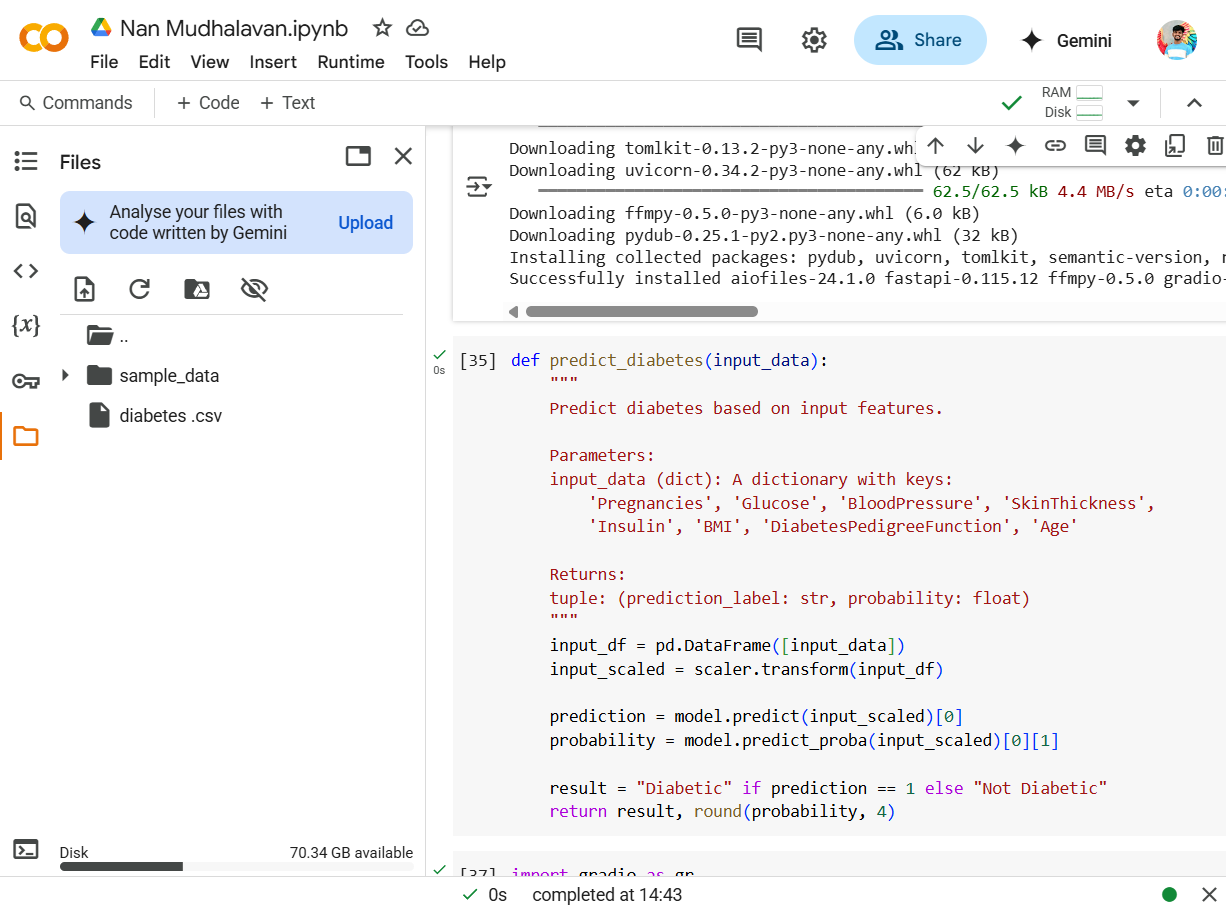 Nan Mudhalavan.ipynb
File Edit View Insert Runtime Tools Help
Share
Gemini
Commands
+ Code + Text
RAM
Disk
Files
Analyse your files with
code written by Gemini
Upload
{x}
..
sample_data
diabetes .csv
Disk 70.34 GB available
Downloading tomlkit-0.13.2-py3-none-any.whl
Downloading uvicorn-0.34.2-py3-none-any.whl (62 kB)
62.5/62.5 kB 4.4 MB/s eta 0:00:
Downloading ffmpy-0.5.0-py3-none-any.whl (6.0 kB)
Downloading pydub-0.25.1-py2.py3-none-any.whl (32 kB)
Installing collected packages: pydub, uvicorn, tomlkit, semantic-version,
Successfully installed aiofiles-24.1.0 fastapi-0.115.12 ffmpy-0.5.0 gradio-
0s
[35] def predict_diabetes(input_data):
"""
Predict diabetes based on input features.
Parameters:
input_data (dict): A dictionary with keys:
'Pregnancies', 'Glucose', 'BloodPressure', 'SkinThickness',
'Insulin', 'BMI', 'DiabetesPedigreeFunction', 'Age'
Returns:
tuple: (prediction_label: str, probability: float)
"""
input_df = pd.DataFrame([input_data])
input_scaled = scaler.transform(input_df)
prediction = model.predict(input_scaled)[0]
probability = model.predict_proba(input_scaled)[0][1]
result = "Diabetic" if prediction == 1 else "Not Diabetic"
return result, round(probability, 4)
[37] import gradio as gr
0s completed at 14:43